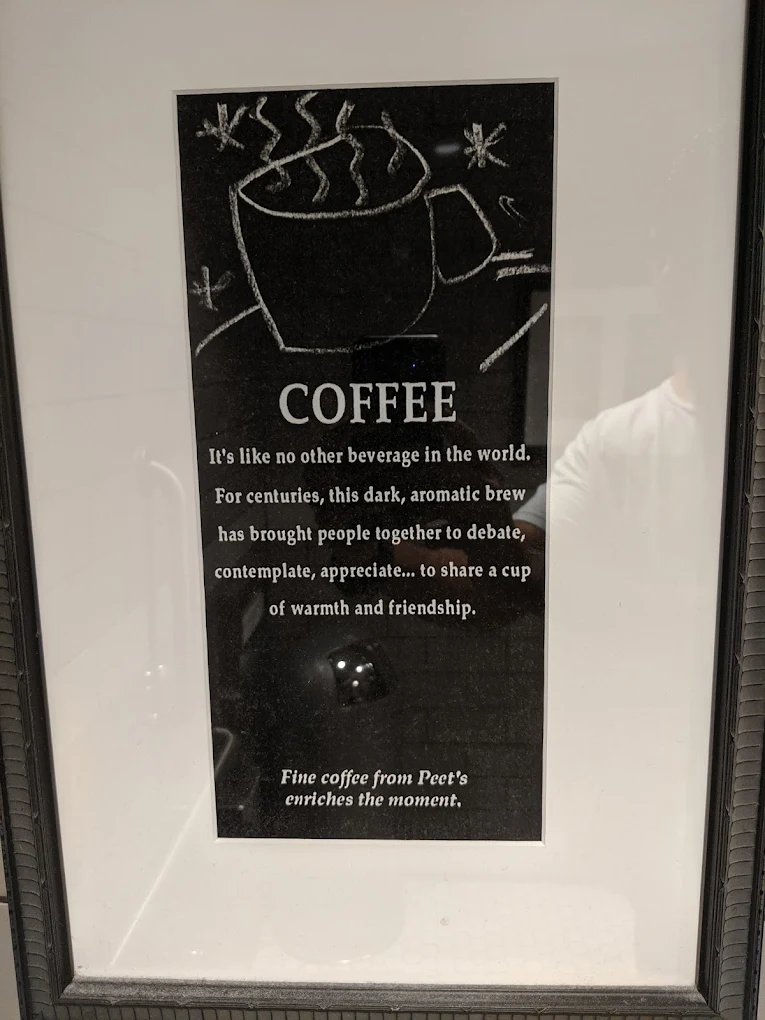 COFFEE
It's like no other beverage in the world.
For centuries, this dark, aromatic brew
has brought people together to debate,
contemplate, appreciate... to share a cup
of warmth and friendship.
Fine coffee from Peet's
enriches the moment.